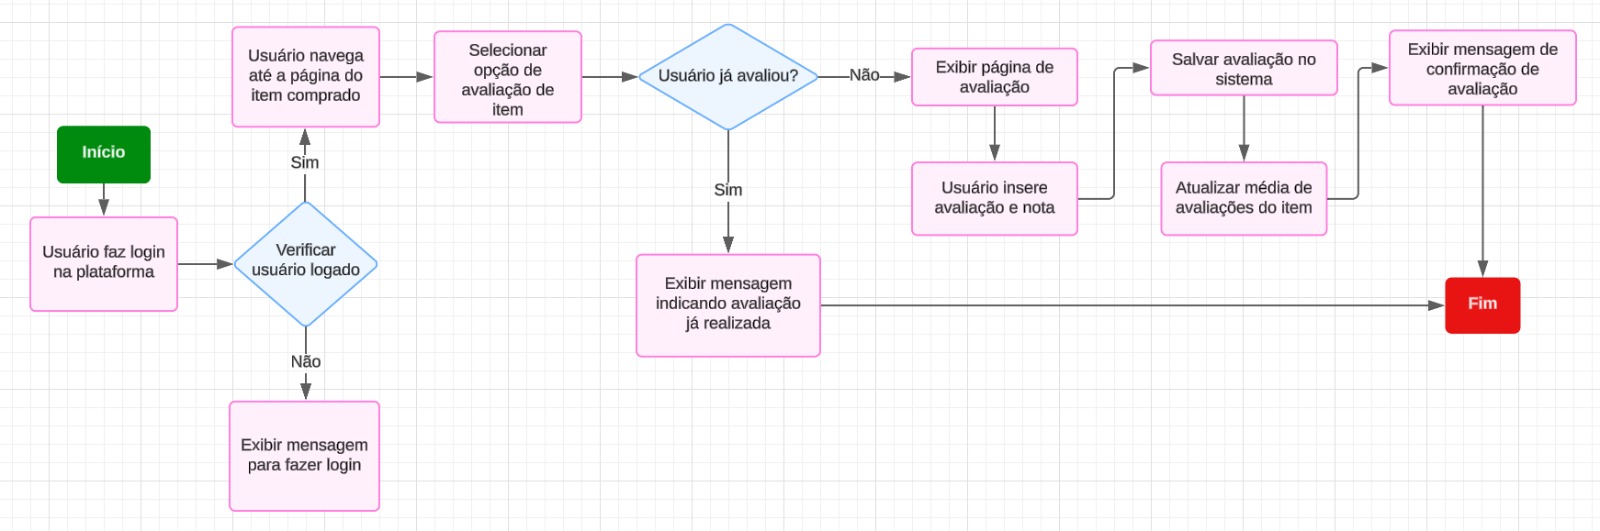 Início
Usuário faz login
na plataforma
Verificar
usuário logado
Sim
Usuário navega
até a página do
item comprado
Não
Exibir mensagem
para fazer login
Selecionar
opção de
avaliação de
item
Usuário já avaliou?
Sim
Exibir mensagem
indicando avaliação
já realizada
Não
Exibir página de
avaliação
Usuário insere
avaliação e nota
Salvar avaliação no
sistema
Atualizar média de
avaliações do item
Exibir mensagem de
confirmação de
avaliação
Fim